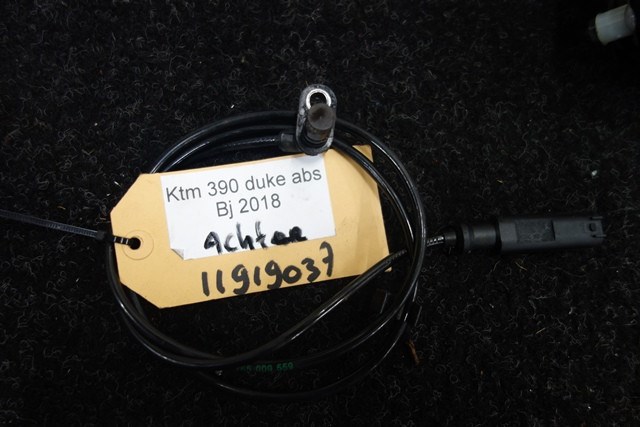 Ktm 390 duke abs
Bj 2018
Achter
11919037